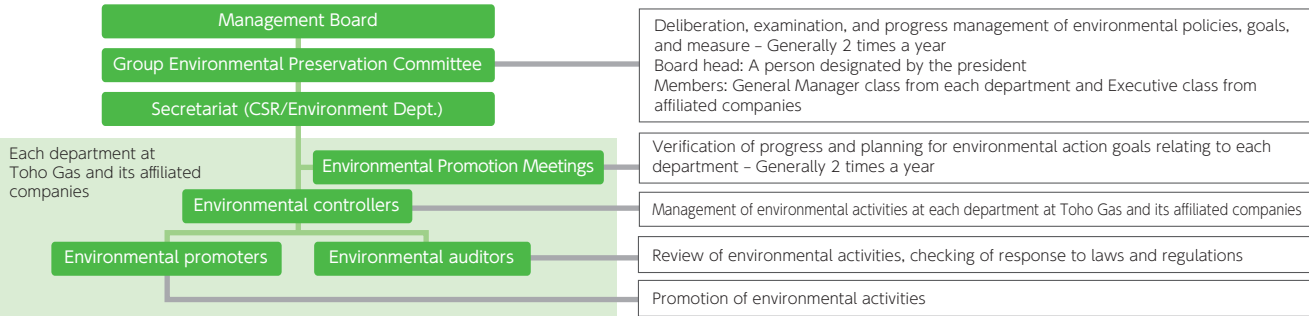 Management Board
Group Environmental Preservation Committee
Secretariat (CSR/Environment Dept.)
Deliberation, examination, and progress management of environmental policies, goals,
and measure – Generally 2 times a year
Board head: A person designated by the president
Members: General Manager class from each department and Executive class from
affiliated companies
Each department at
Toho Gas and its affiliated
companies
Environmental Promotion Meetings
Verification of progress and planning for environmental action goals relating to each
department – Generally 2 times a year
Environmental controllers
Management of environmental activities at each department at Toho Gas and its affiliated companies
Environmental promoters
Environmental auditors
Review of environmental activities, checking of response to laws and regulations
Promotion of environmental activities